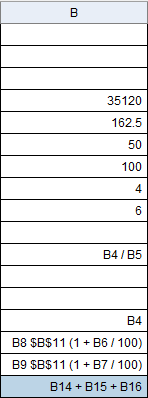 B
35120
162.5
50
100
4
6
B4 / B5
B4
B8 $B$11 (1 + B6 / 100)
B9 $B$11 (1 + B7 / 100)
B14 + B15 + B16